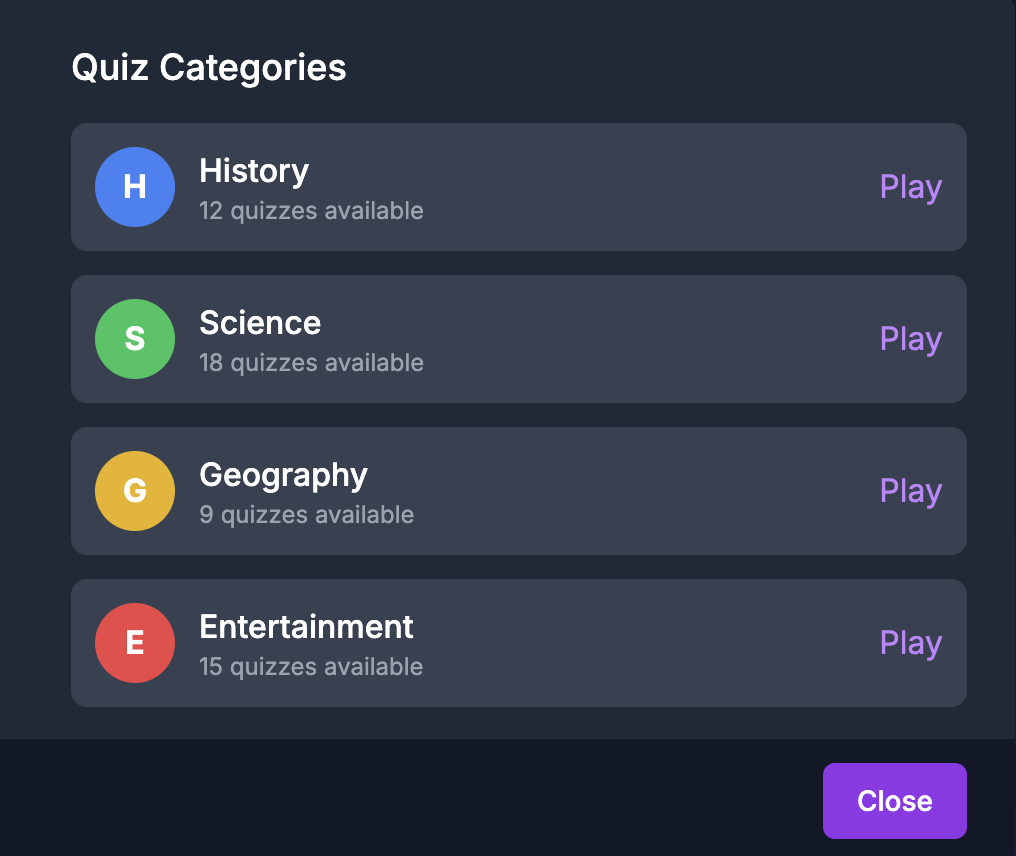 Quiz Categories
H
History
12 quizzes available
Play
S
Science
18 quizzes available
Play
G
Geography
9 quizzes available
Play
E
Entertainment
15 quizzes available
Play
Close